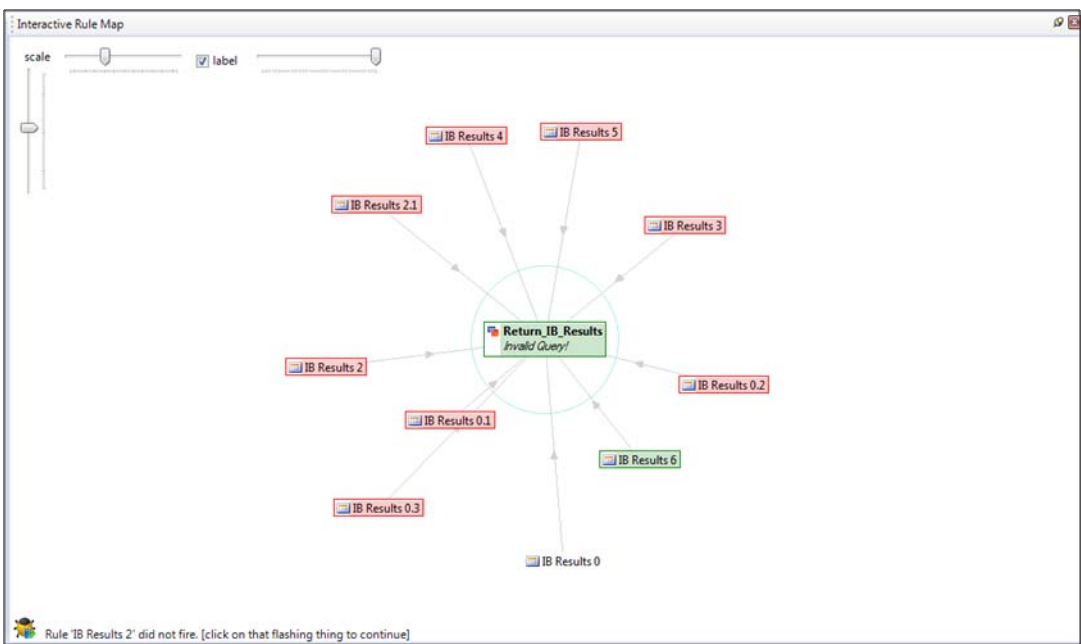 Interactive Rule Map
scale
label
IB Results 4
IB Results 5
IB Results 2.1
IB Results 3
Return_IB_Results
Invalid Query!
IB Results 2
IB Results 0.2
IB Results 0.1
IB Results 6
IB Results 0.3
IB Results 0
Rule 'IB Results 2' did not fire. [click on that flashing thing to continue]